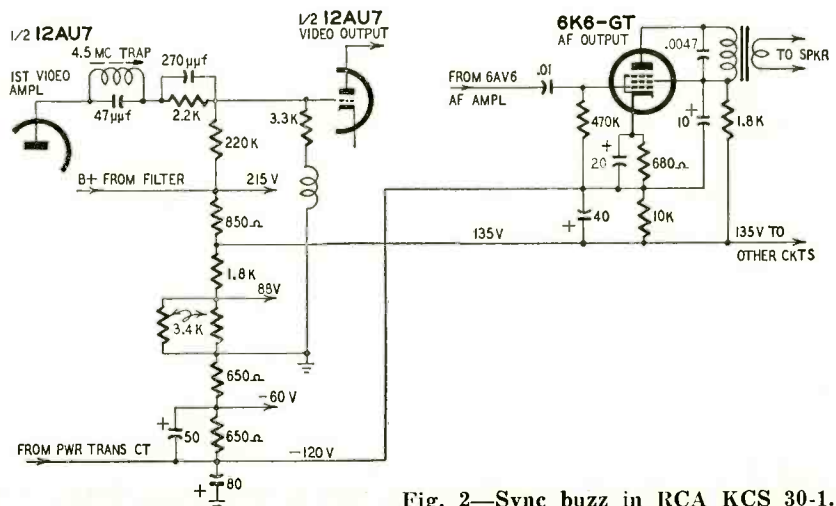 1/2 12AU7
4.5 MC TRAP
1ST VIDEO
AMPL
47µµf
270µµf
2.2K
1/2 12AU7
VIDEO OUTPUT
3.3K
220K
B+ FROM FILTER
215 V
850Ω
135V
1.8K
88V
3.4K
650Ω
-60 V
+
50
650Ω
FROM PWR TRANS CT
-120V
+
80
6K6-GT
AF OUTPUT
.0047
TO SPKR
FROM 6AV6
AF AMPL
.01
470K
+
20
680Ω
+
10
1.8K
+
40
10K
135V TO
OTHER CKTS
Fig. 2—Sync buzz in RCA KCS 30-1.